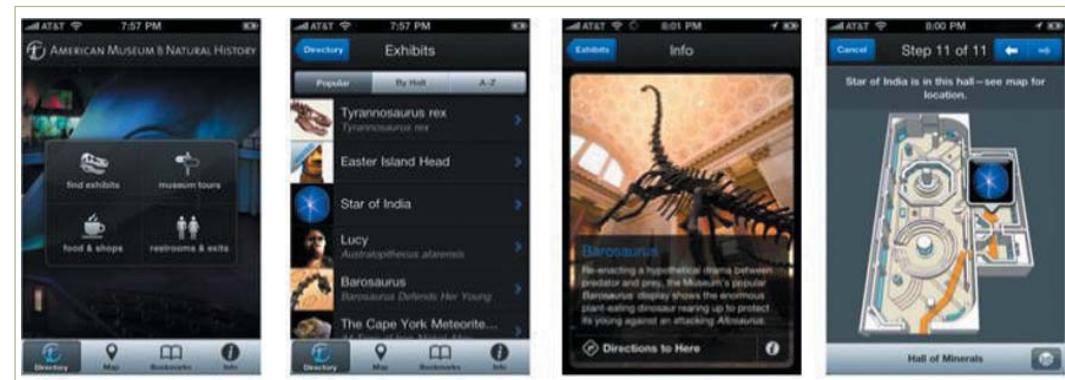 AT&T 7:57 PM
AMERICAN MUSEUM & NATURAL HISTORY
find exhibits museum tours
food & shops restrooms & exits
Directory Map Bookmarks Info
AT&T 7:57 PM
Directory Exhibits
Popular By Hall A-Z
Tyrannosaurus rex
Tyrannosaurus rex
Easter Island Head
Star of India
Lucy
Australopithecus afarensis
Barosaurus
Barosaurus Defends Her Young
The Cape York Meteorite...
Directory Map Bookmarks Info
AT&T 8:01 PM
Exhibits Info
Barosaurus
Re-enacting a hypothetical drama between
predator and prey, the Museum's popular
Barosaurus display shows the enormous
plant-eating dinosaur rearing up to protect
its young against an attacking Allosaurus.
Directions to Here
AT&T 8:00 PM
Cancel Step 11 of 11
Star of India is in this hall—see map for
location.
Hall of Minerals